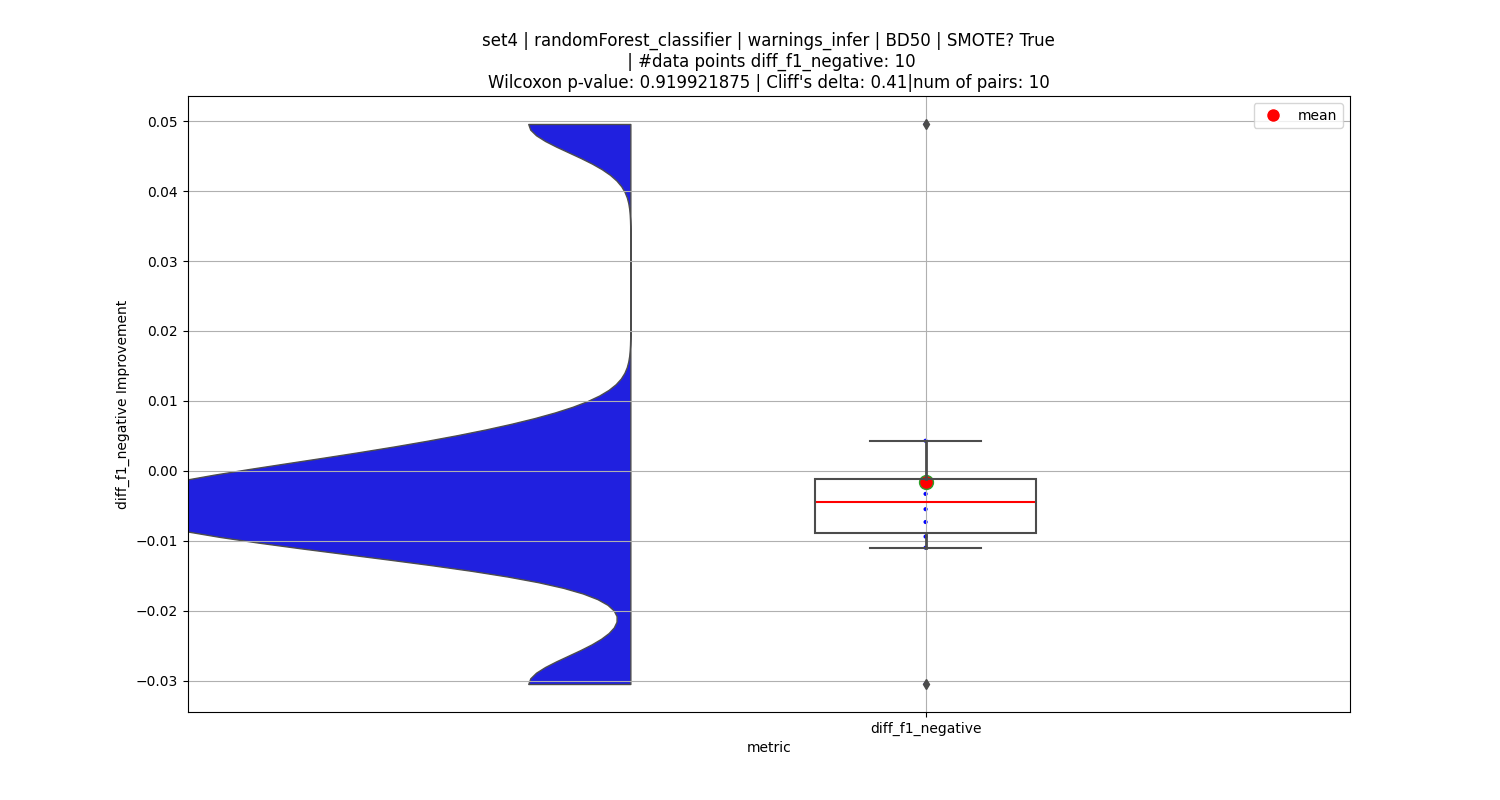 set4 | randomForest_classifier | warnings_infer | BD50 | SMOTE? True
| #data points diff_f1_negative: 10
Wilcoxon p-value: 0.919921875 | Cliff's delta: 0.41|num of pairs: 10
mean
0.05
0.04
0.03
0.02
0.01
0.00
−0.01
−0.02
−0.03
diff_f1_negative Improvement
diff_f1_negative
metric